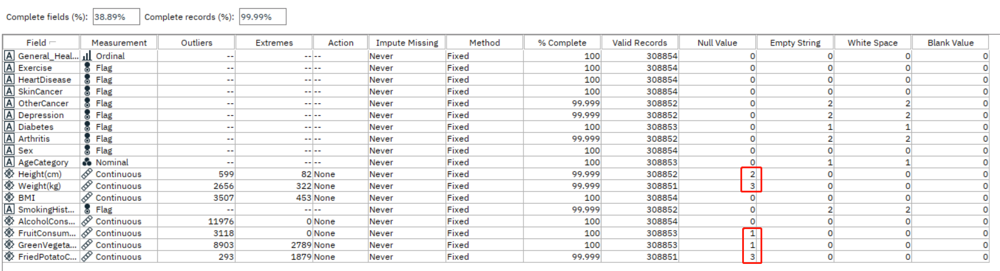 Complete fields (%): 38.89% Complete records (%): 99.99%
Field Measurement Outliers Extremes Action Impute Missing Method % Complete Valid Records Null Value Empty String White Space Blank Value
A General_Heal... Ordinal -- -- -- Never Fixed 100 308854 0 0 0 0
A Exercise Flag -- -- -- Never Fixed 100 308854 0 0 0 0
A HeartDisease Flag -- -- -- Never Fixed 100 308854 0 0 0 0
A SkinCancer Flag -- -- -- Never Fixed 100 308854 0 0 0 0
A OtherCancer Flag -- -- -- Never Fixed 99.999 308852 0 2 2 0
A Depression Flag -- -- -- Never Fixed 99.999 308852 0 2 2 0
A Diabetes Flag -- -- -- Never Fixed 100 308853 0 1 1 0
A Arthritis Flag -- -- -- Never Fixed 99.999 308852 0 2 2 0
A Sex Flag -- -- -- Never Fixed 100 308854 0 0 0 0
A AgeCategory Nominal -- -- -- Never Fixed 100 308853 0 1 1 0
Height(cm) Continuous 599 82 None Never Fixed 99.999 308852 2 0 0 0
Weight(kg) Continuous 2656 322 None Never Fixed 99.999 308851 3 0 0 0
BMI Continuous 3507 453 None Never Fixed 100 308854 0 0 0 0
A SmokingHist... Flag -- -- -- Never Fixed 99.999 308852 0 2 2 0
AlcoholCons... Continuous 11976 0 None Never Fixed 100 308854 0 0 0 0
FruitConsum... Continuous 3118 0 None Never Fixed 100 308853 1 0 0 0
GreenVegeta... Continuous 8903 2789 None Never Fixed 100 308853 1 0 0 0
FriedPotatoC... Continuous 293 1879 None Never Fixed 99.999 308851 3 0 0 0